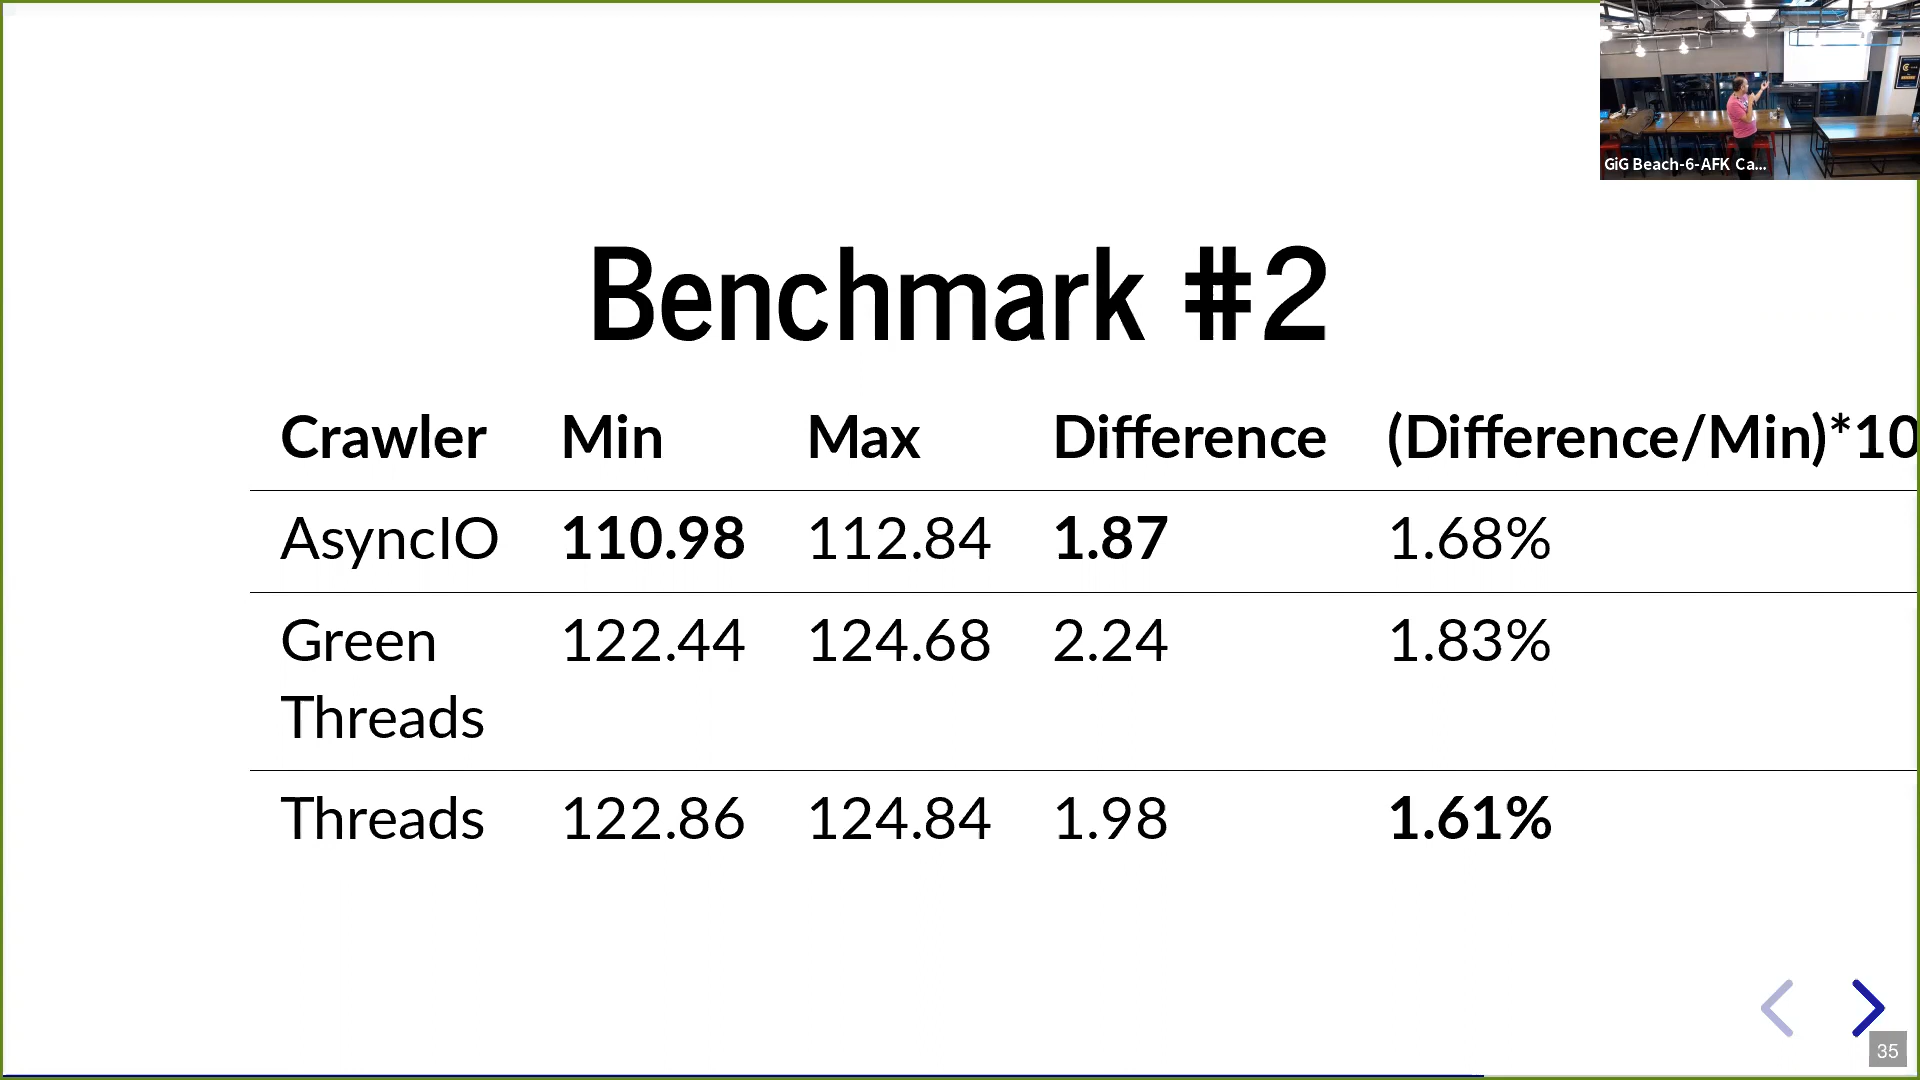 GiG Beach-6-AFK Ca...
Benchmark #2
Crawler Min Max Difference (Difference/Min)*10
AsyncIO 110.98 112.84 1.87 1.68%
Green 122.44 124.68 2.24 1.83%
Threads
Threads 122.86 124.84 1.98 1.61%
35